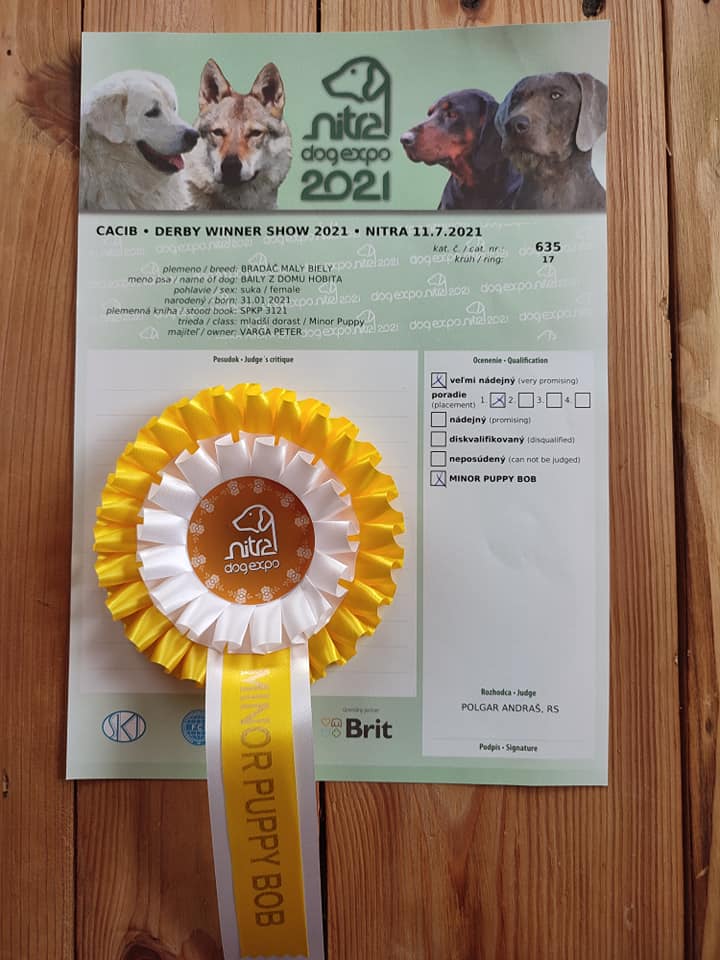 nitra
dog expo
2021
CACIB • DERBY WINNER SHOW 2021 • NITRA 11.7.2021
kat. č. / cat. nr.: 635
kruh / ring: 17
plemeno / breed: BRADÁČ MALÝ BIELY
meno psa / name of dog: BAILY Z DOMU HOBITA
pohlavie / sex: suka / female
narodený / born: 31.01.2021
plemenná kniha / stood book: SPKP 3121
trieda / class: mladší dorast / Minor Puppy
majiteľ / owner: VARGA PETER
Posudok • Judge´s critique
Ocenenie • Qualification
veľmi nádejný (very promising)
poradie (placement) 1. 2. 3. 4.
nádejný (promising)
diskvalifikovaný (disqualified)
neposúdený (can not be judged)
MINOR PUPPY BOB
nitra
dog expo
Rozhodca • Judge
POLGAR ANDRAŠ, RS
Podpis • Signature
Brit
MINOR PUPPY BOB